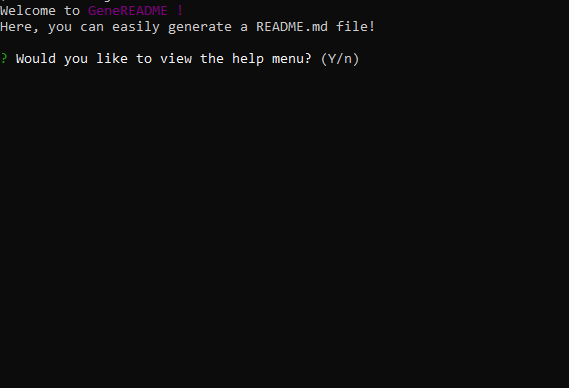 Welcome to GeneREADME !
Here, you can easily generate a README.md file!
? Would you like to view the help menu? (Y/n)